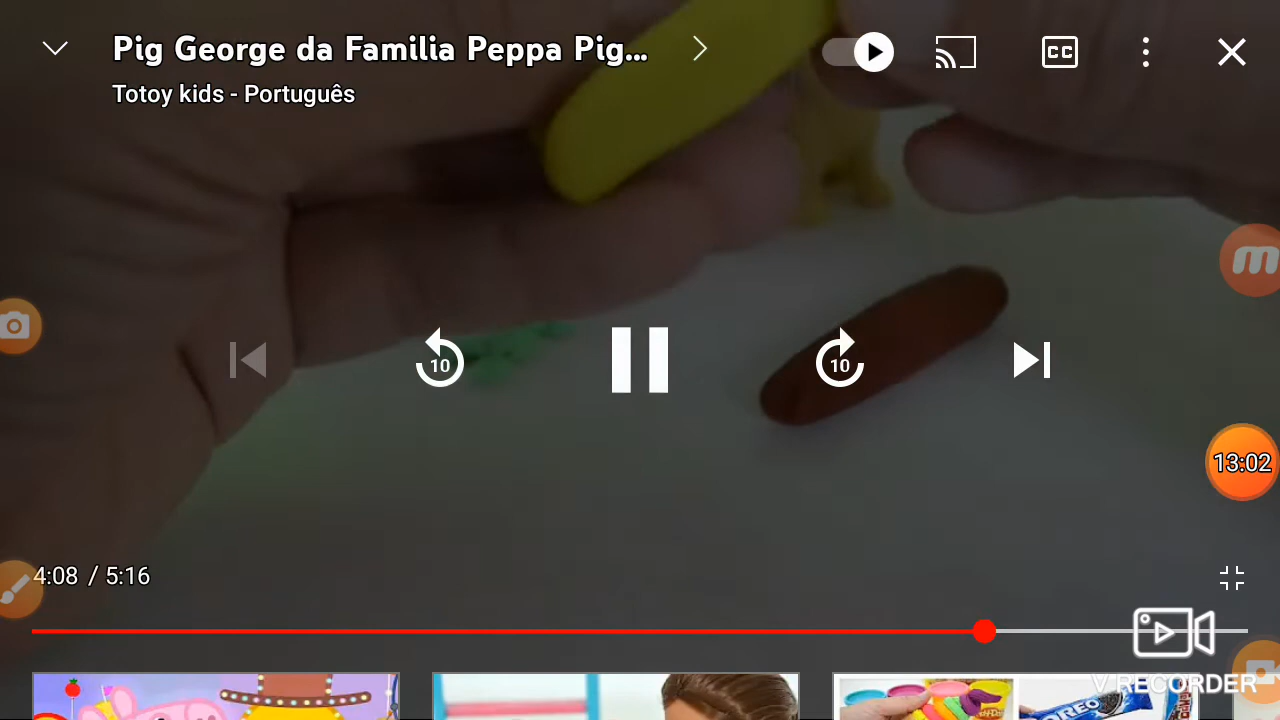 Pig George da Familia Peppa Pig...
Totoy kids - Português
CC
10
10
13:02
4:08 / 5:16
V RECORDER
OREO